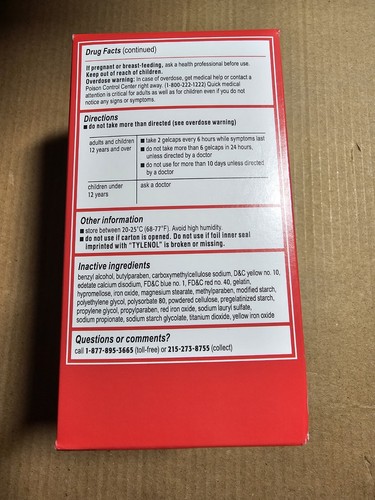 Drug Facts (continued)
If pregnant or breast-feeding, ask a health professional before use.
Keep out of reach of children.
Overdose warning: In case of overdose, get medical help or contact a
Poison Control Center right away. (1-800-222-1222) Quick medical
attention is critical for adults as well as for children even if you do not
notice any signs or symptoms.
Directions
■ do not take more than directed (see overdose warning)
adults and children
12 years and over
■ take 2 gelcaps every 6 hours while symptoms last
■ do not take more than 6 gelcaps in 24 hours,
unless directed by a doctor
■ do not use for more than 10 days unless directed
by a doctor
children under
12 years
ask a doctor
Other information
■ store between 20-25°C (68-77°F). Avoid high humidity.
■ do not use if carton is opened. Do not use if foil inner seal
imprinted with "TYLENOL" is broken or missing.
Inactive ingredients
benzyl alcohol, butylparaben, carboxymethylcellulose sodium, D&C yellow no. 10,
edetate calcium disodium, FD&C blue no. 1, FD&C red no. 40, gelatin,
hypromellose, iron oxide, magnesium stearate, methylparaben, modified starch,
polyethylene glycol, polysorbate 80, powdered cellulose, pregelatinized starch,
propylene glycol, propylparaben, red iron oxide, sodium lauryl sulfate,
sodium propionate, sodium starch glycolate, titanium dioxide, yellow iron oxide
Questions or comments?
call 1-877-895-3665 (toll-free) or 215-273-8755 (collect)